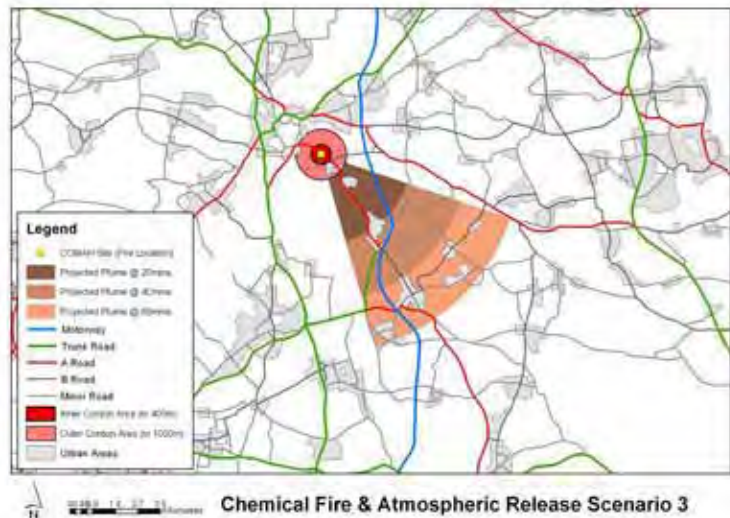 Legend
COMAH Site (Fire Location)
Projected Plume @ 20mins
Projected Plume @ 40mins
Projected Plume @ 60mins
Motorway
Trunk Road
A Road
B Road
Minor Road
Inner Cordon Area (to 400m)
Outer Cordon Area (to 1000m)
Urban Areas
N
Kilometers
Chemical Fire & Atmospheric Release Scenario 3